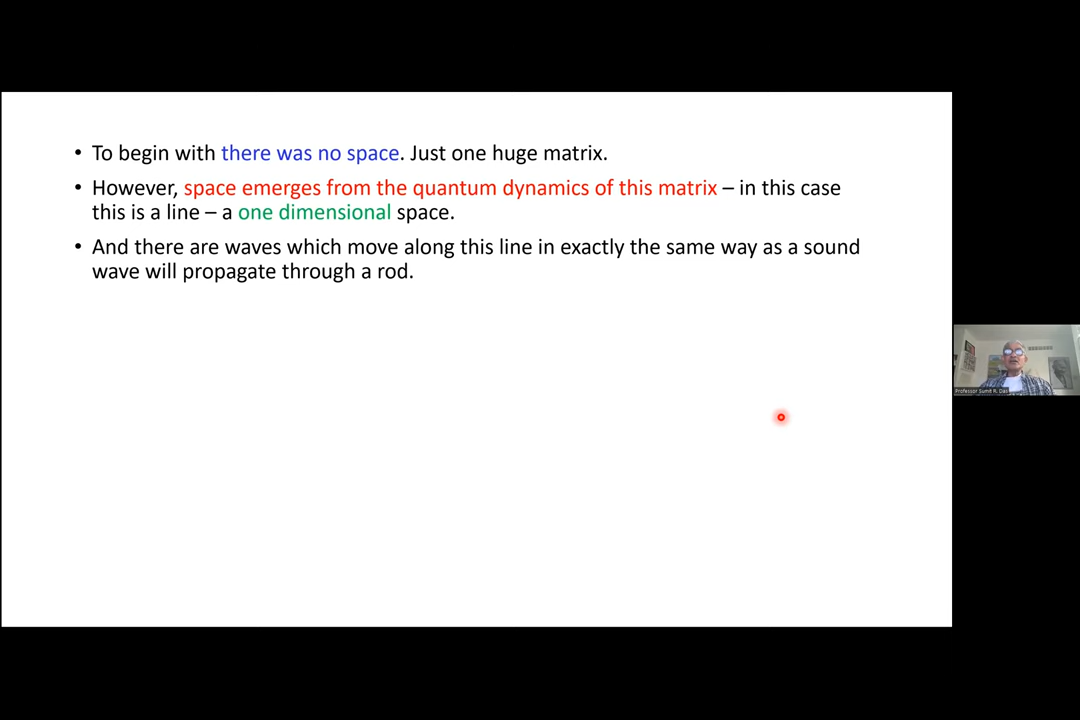 • To begin with there was no space. Just one huge matrix.
• However, space emerges from the quantum dynamics of this matrix – in this case
this is a line – a one dimensional space.
• And there are waves which move along this line in exactly the same way as a sound
wave will propagate through a rod.
Professor Sumit R. Das